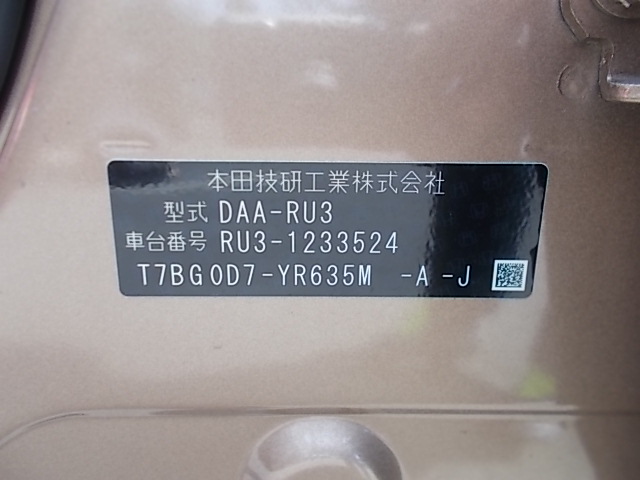 本田技研工業株式会社
型式 DAA-RU3
車台番号 RU3-1233524
T7BG0D7-YR635M -A -J